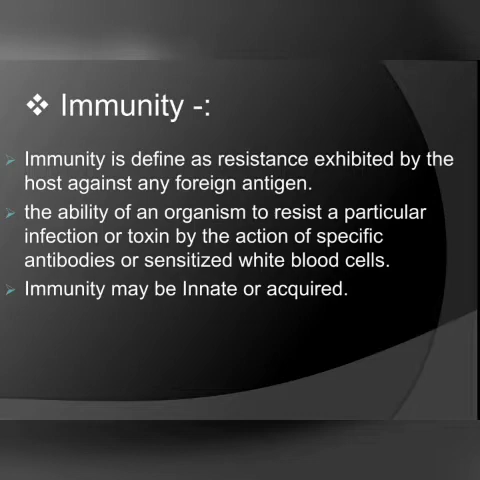 ❖ Immunity -:
➢ Immunity is define as resistance exhibited by the
host against any foreign antigen.
➢ the ability of an organism to resist a particular
infection or toxin by the action of specific
antibodies or sensitized white blood cells.
➢ Immunity may be Innate or acquired.